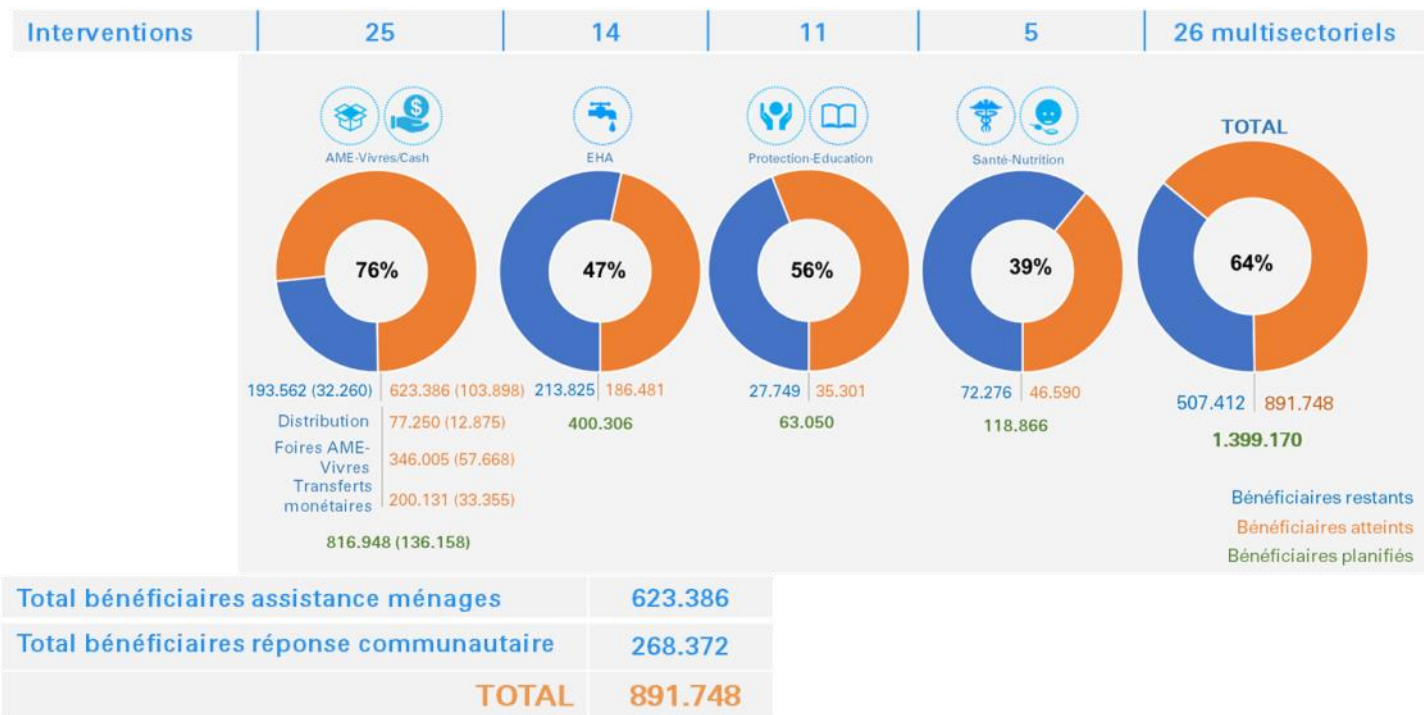 Interventions 25 14 11 5 26 multisectoriels
AME-Vivres/Cash EHA Protection-Education Santé-Nutrition TOTAL
76% 47% 56% 39% 64%
193.562 (32.260) 623.386 (103.898) 213.825 186.481 27.749 35.301 72.276 46.590 507.412 891.748
Distribution 77.250 (12.875) 400.306 63.050 118.866 1.399.170
Foires AME-
Vivres 346.005 (57.668)
Transferts
monétaires 200.131 (33.355)
816.948 (136.158)
Bénéficiaires restants
Bénéficiaires atteints
Bénéficiaires planifiés
Total bénéficiaires assistance ménages 623.386
Total bénéficiaires réponse communautaire 268.372
TOTAL 891.748